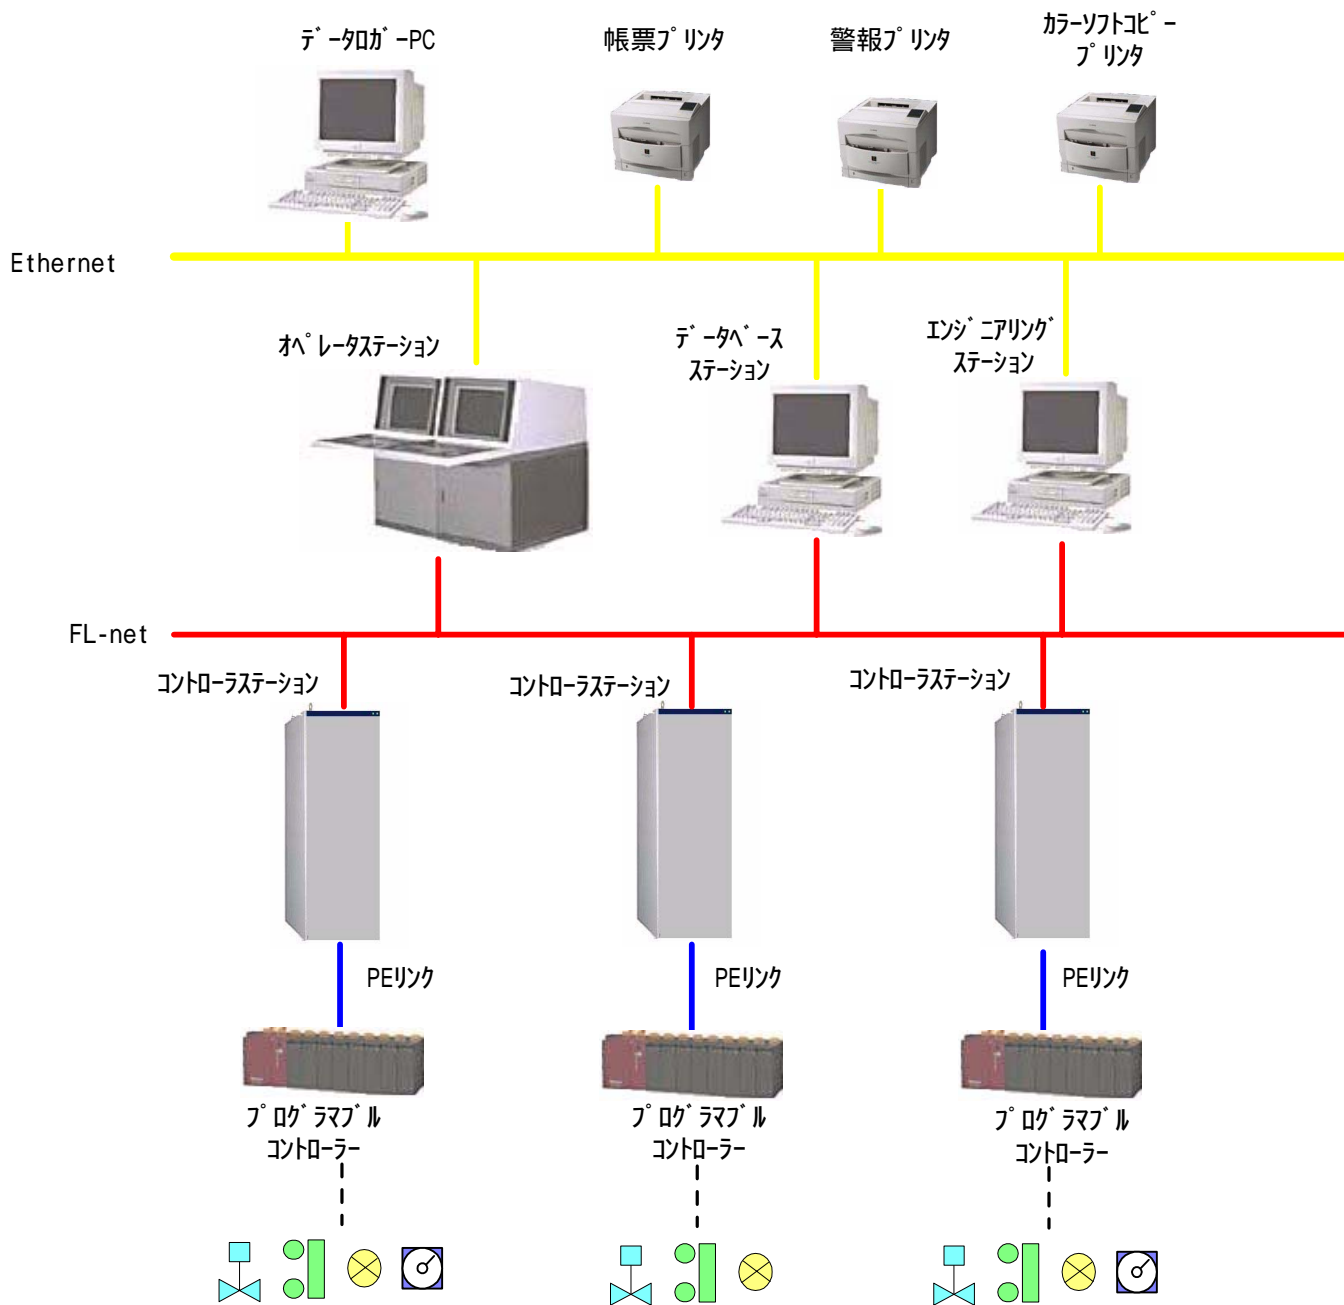 ﾃﾞｰﾀﾛｶﾞｰPC
帳票ﾌﾟﾘﾝﾀ
警報ﾌﾟﾘﾝﾀ
ｶﾗｰｿﾌﾄｺﾋﾟｰ
ﾌﾟﾘﾝﾀ
Ethernet
ｵﾍﾟﾚｰﾀｽﾃｰｼｮﾝ
ﾃﾞｰﾀﾍﾞｰｽ
ｽﾃｰｼｮﾝ
ｴﾝｼﾞﾆｱﾘﾝｸﾞ
ｽﾃｰｼｮﾝ
FL-net
ｺﾝﾄﾛｰﾗｽﾃｰｼｮﾝ
ｺﾝﾄﾛｰﾗｽﾃｰｼｮﾝ
ｺﾝﾄﾛｰﾗｽﾃｰｼｮﾝ
PEﾘﾝｸ
PEﾘﾝｸ
PEﾘﾝｸ
ﾌﾟﾛｸﾞﾗﾏﾌﾞﾙ
ｺﾝﾄﾛｰﾗｰ
ﾌﾟﾛｸﾞﾗﾏﾌﾞﾙ
ｺﾝﾄﾛｰﾗｰ
ﾌﾟﾛｸﾞﾗﾏﾌﾞﾙ
ｺﾝﾄﾛｰﾗｰ